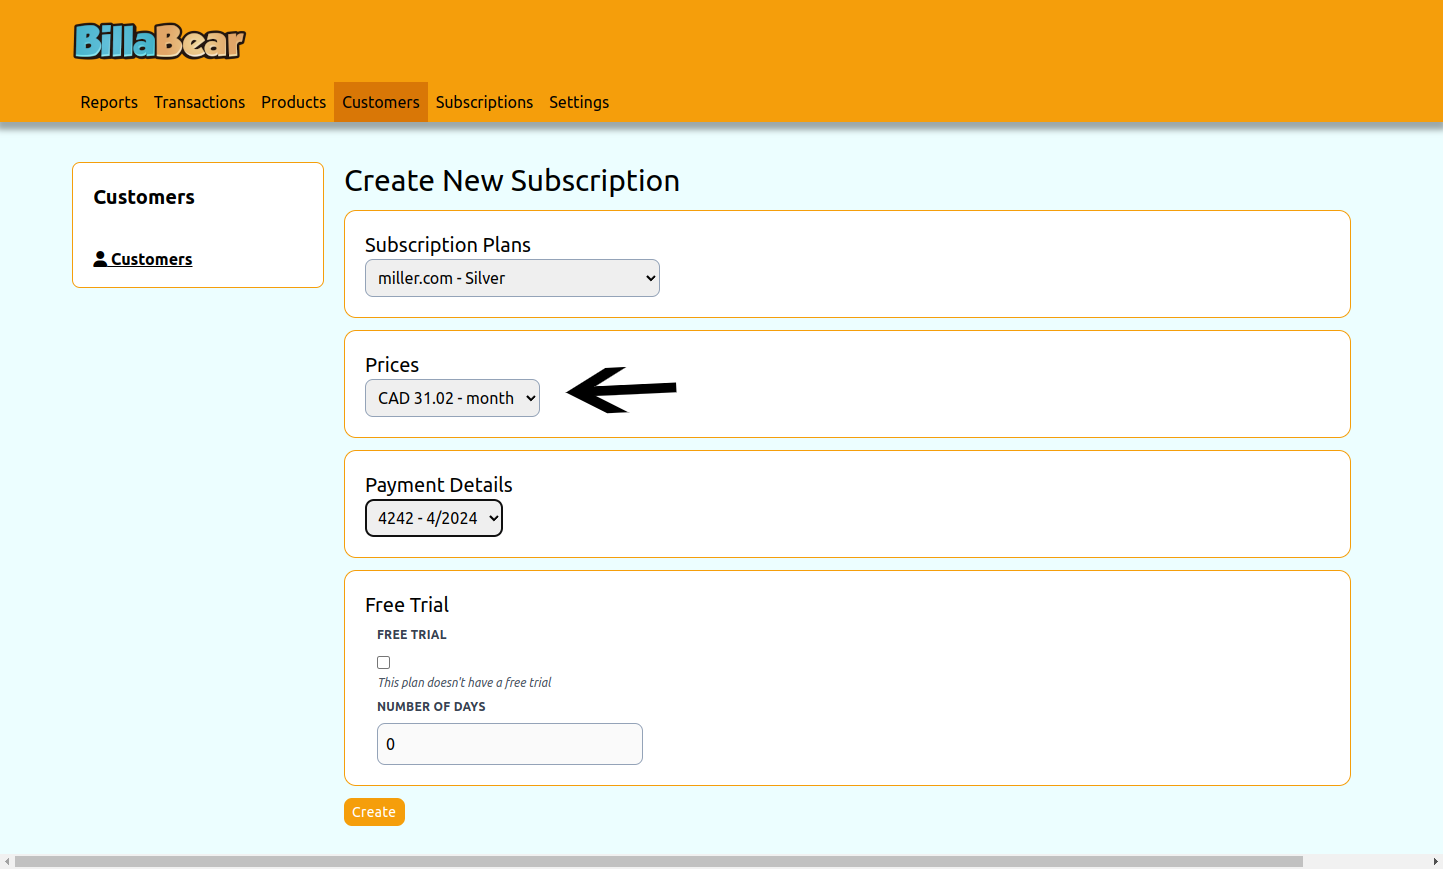 BillaBear
Reports Transactions Products Customers Subscriptions Settings
Customers
Customers
Create New Subscription
Subscription Plans
miller.com - Silver
Prices
CAD 31.02 - month
Payment Details
4242 - 4/2024
Free Trial
FREE TRIAL
This plan doesn't have a free trial
NUMBER OF DAYS
0
Create